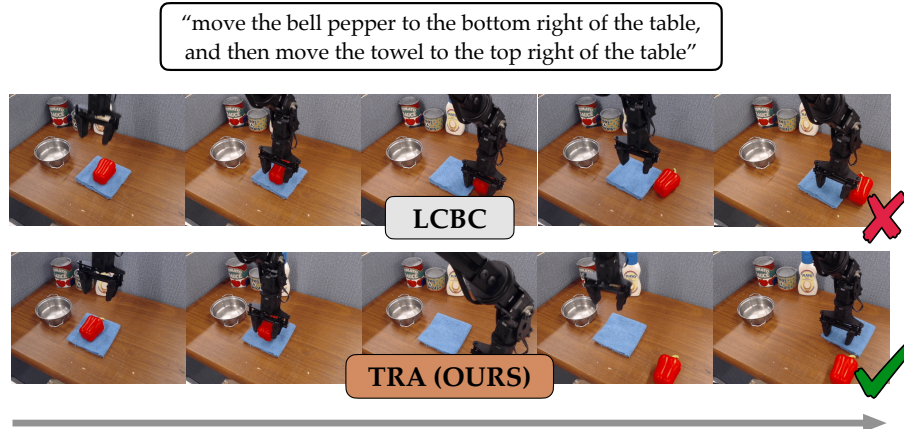 “move the bell pepper to the bottom right of the table,
and then move the towel to the top right of the table”
LCBC
TRA (OURS)